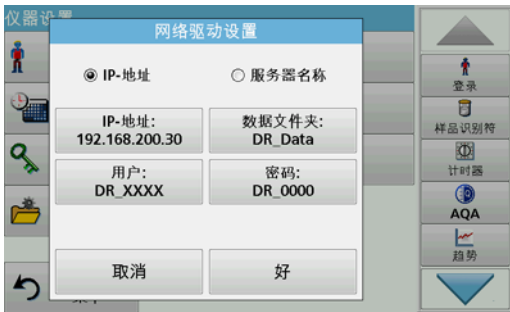 仪器设
网络驱动设置
IP-地址
服务器名称
IP-地址:
192.168.200.30
数据文件夹:
DR_Data
用户:
DR_XXXX
密码:
DR_0000
取消
好
登录
样品识别符
计时器
AQA
趋势